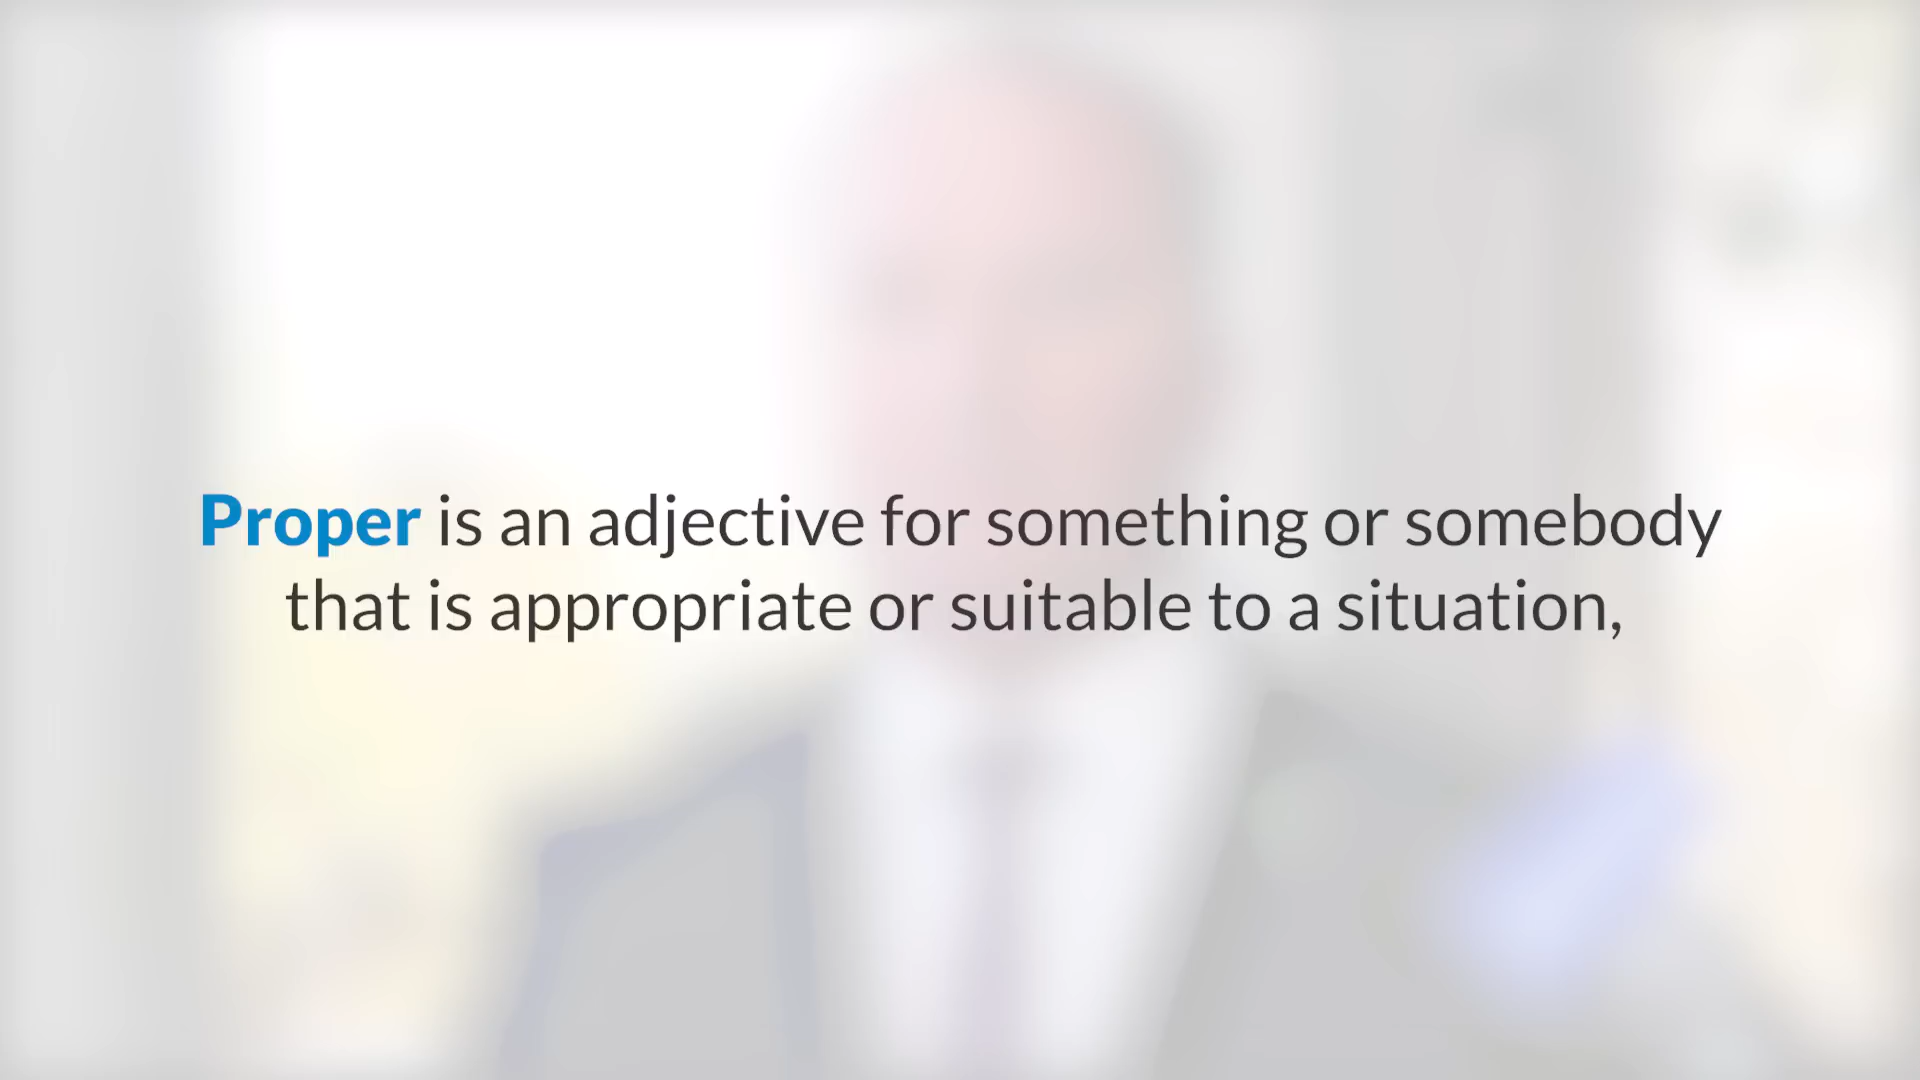 Proper is an adjective for something or somebody
that is appropriate or suitable to a situation,